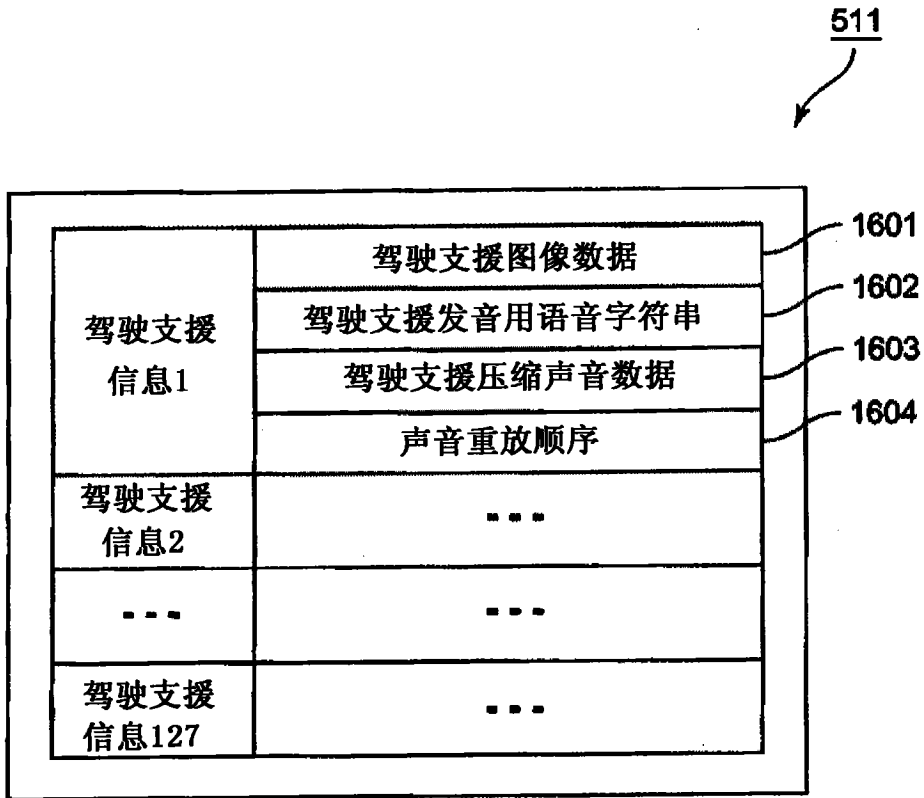 511
驾驶支援图像数据
1601
驾驶支援发音用语音字符串
1602
驾驶支援
信息1
驾驶支援压缩声音数据
1603
声音重放顺序
1604
驾驶支援
信息2
---
---
---
驾驶支援
信息127
---